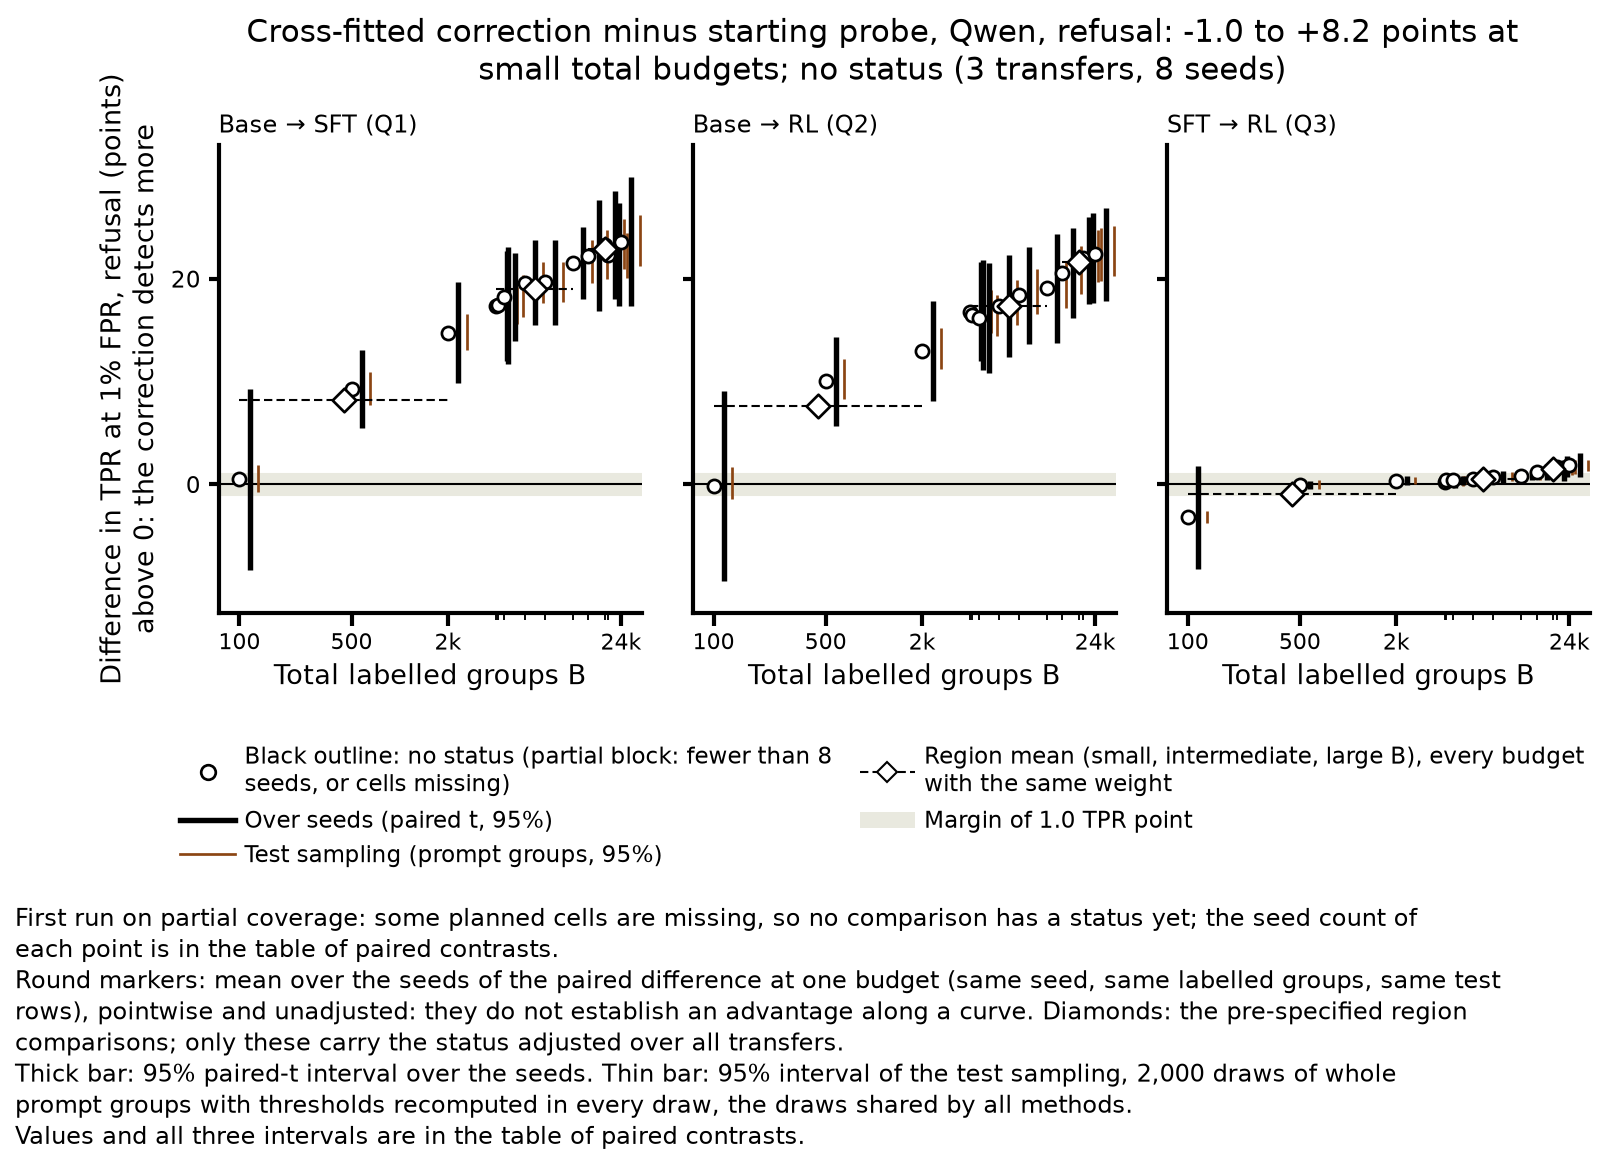 Cross-fitted correction minus starting probe, Qwen, refusal: -1.0 to +8.2 points at
small total budgets; no status (3 transfers, 8 seeds)
Difference in TPR at 1% FPR, refusal (points)
above 0: the correction detects more
Base → SFT (Q1)
Base → RL (Q2)
SFT → RL (Q3)
20
0
100
500
2k
24k
100
500
2k
24k
100
500
2k
24k
Total labelled groups B
Total labelled groups B
Total labelled groups B
Black outline: no status (partial block: fewer than 8
seeds, or cells missing)
Over seeds (paired t, 95%)
Test sampling (prompt groups, 95%)
Region mean (small, intermediate, large B), every budget
with the same weight
Margin of 1.0 TPR point
First run on partial coverage: some planned cells are missing, so no comparison has a status yet; the seed count of
each point is in the table of paired contrasts.
Round markers: mean over the seeds of the paired difference at one budget (same seed, same labelled groups, same test
rows), pointwise and unadjusted: they do not establish an advantage along a curve. Diamonds: the pre-specified region
comparisons; only these carry the status adjusted over all transfers.
Thick bar: 95% paired-t interval over the seeds. Thin bar: 95% interval of the test sampling, 2,000 draws of whole
prompt groups with thresholds recomputed in every draw, the draws shared by all methods.
Values and all three intervals are in the table of paired contrasts.